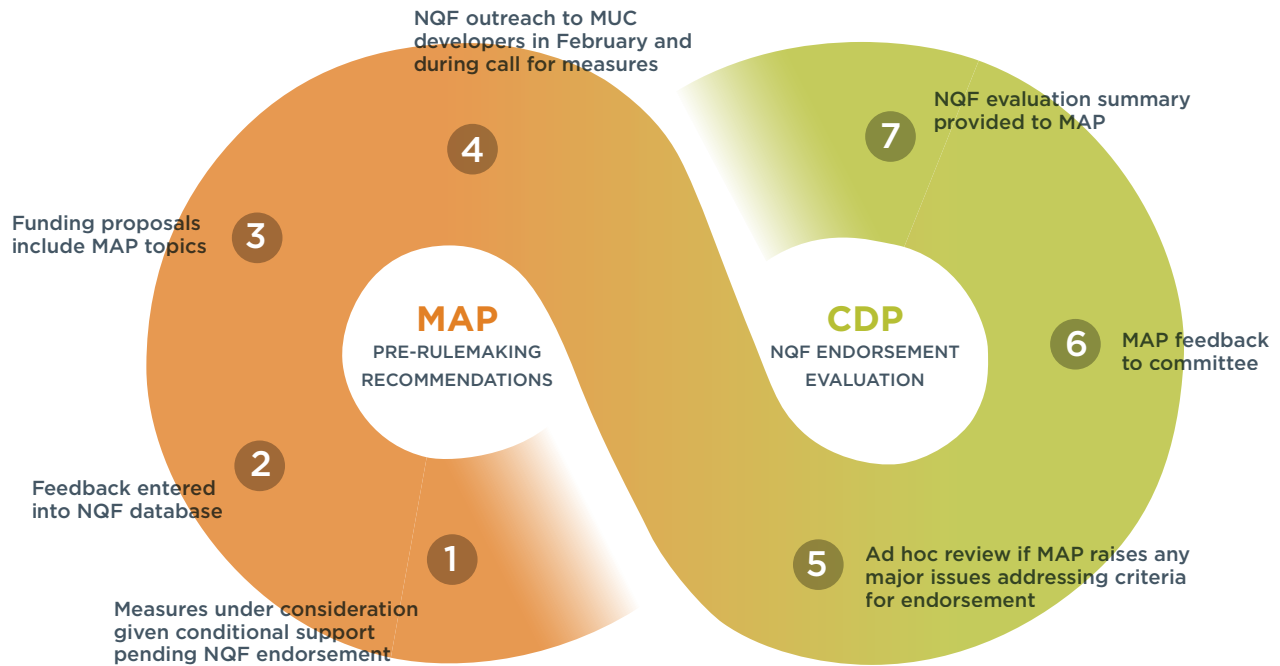 NQF outreach to MUC
developers in February and
during call for measures
4
7
NQF evaluation summary
provided to MAP
Funding proposals
include MAP topics
3
MAP
PRE-RULEMAKING
RECOMMENDATIONS
CDP
NQF ENDORSEMENT
EVALUATION
6
MAP feedback
to committee
2
Feedback entered
into NQF database
1
Measures under consideration
given conditional support
pending NQF endorsement
5
Ad hoc review if MAP raises any
major issues addressing criteria
for endorsement